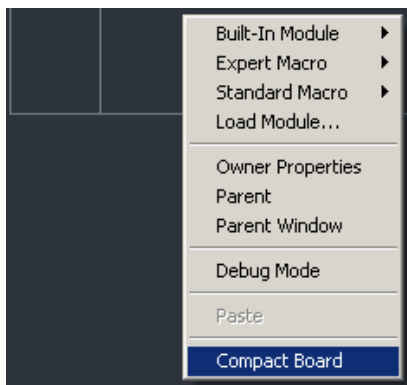 Built-In Module
Expert Macro
Standard Macro
Load Module...
Owner Properties
Parent
Parent Window
Debug Mode
Paste
Compact Board